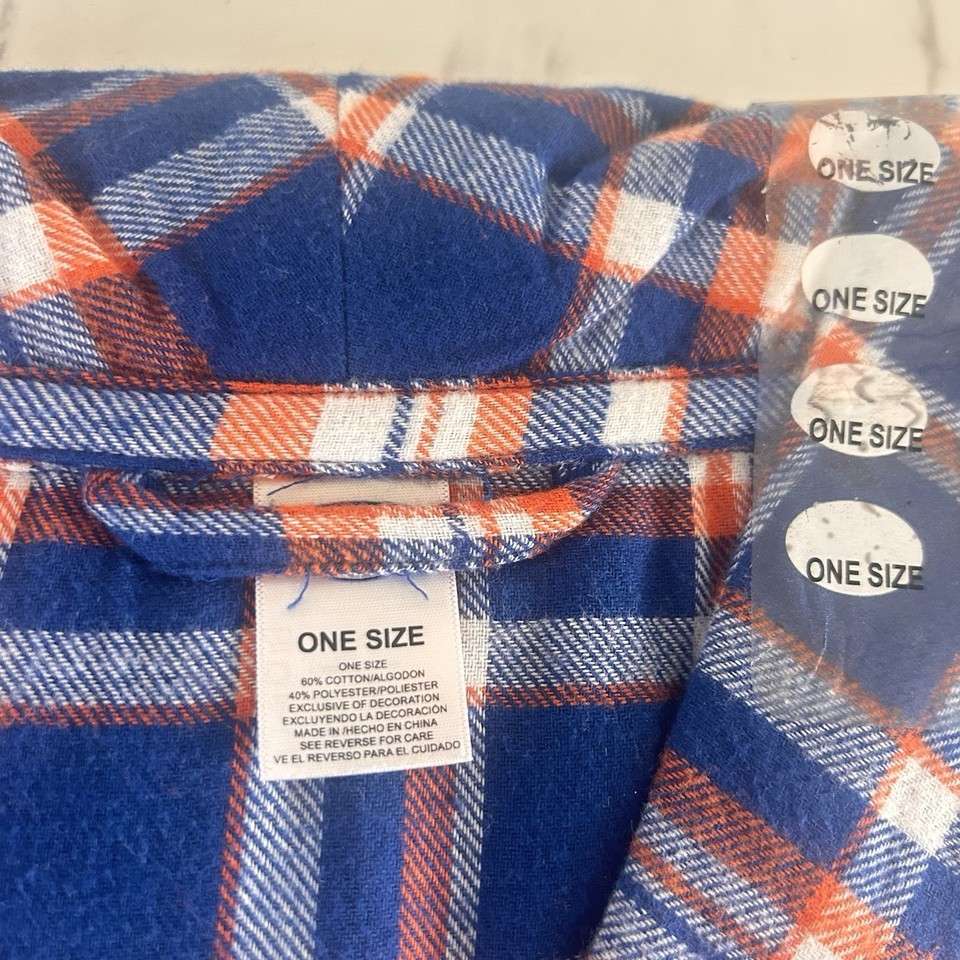 ONE SIZE
ONE SIZE
ONE SIZE
ONE SIZE
ONE SIZE
ONE SIZE
60% COTTON/ALGODON
40% POLYESTER/POLIESTER
EXCLUSIVE OF DECORATION
EXCLUYENDO LA DECORACIÓN
MADE IN /HECHO EN CHINA
SEE REVERSE FOR CARE
VE EL REVERSO PARA EL CUIDADO